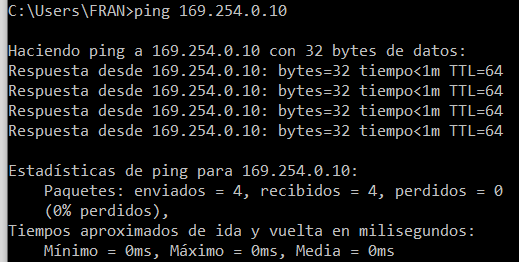 C:\Users\FRAN>ping 169.254.0.10
Haciendo ping a 169.254.0.10 con 32 bytes de datos:
Respuesta desde 169.254.0.10: bytes=32 tiempo<1m TTL=64
Respuesta desde 169.254.0.10: bytes=32 tiempo<1m TTL=64
Respuesta desde 169.254.0.10: bytes=32 tiempo<1m TTL=64
Respuesta desde 169.254.0.10: bytes=32 tiempo<1m TTL=64
Estadísticas de ping para 169.254.0.10:
Paquetes: enviados = 4, recibidos = 4, perdidos = 0
(0% perdidos),
Tiempos aproximados de ida y vuelta en milisegundos:
Mínimo = 0ms, Máximo = 0ms, Media = 0ms